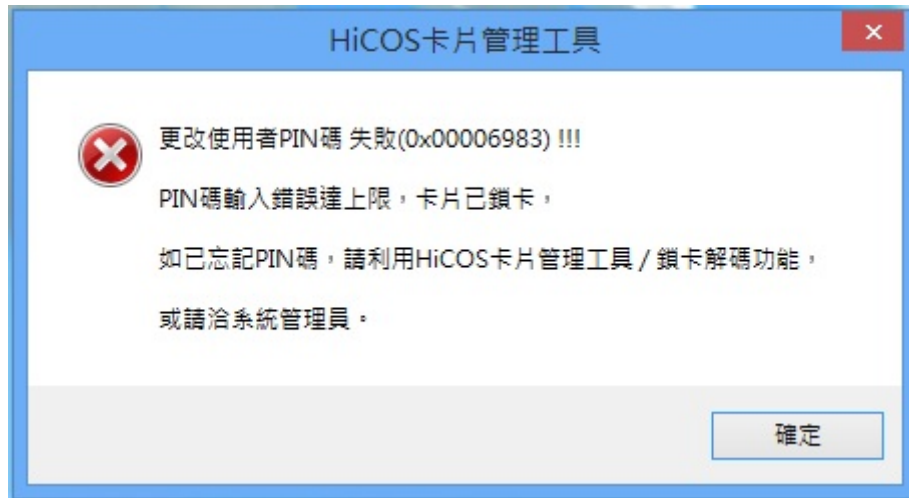 HiCOS卡片管理工具
更改使用者PIN碼 失敗(0x00006983) !!!
PIN碼輸入錯誤達上限，卡片已鎖卡，
如已忘記PIN碼，請利用HiCOS卡片管理工具 / 鎖卡解碼功能，
或請洽系統管理員。
確定